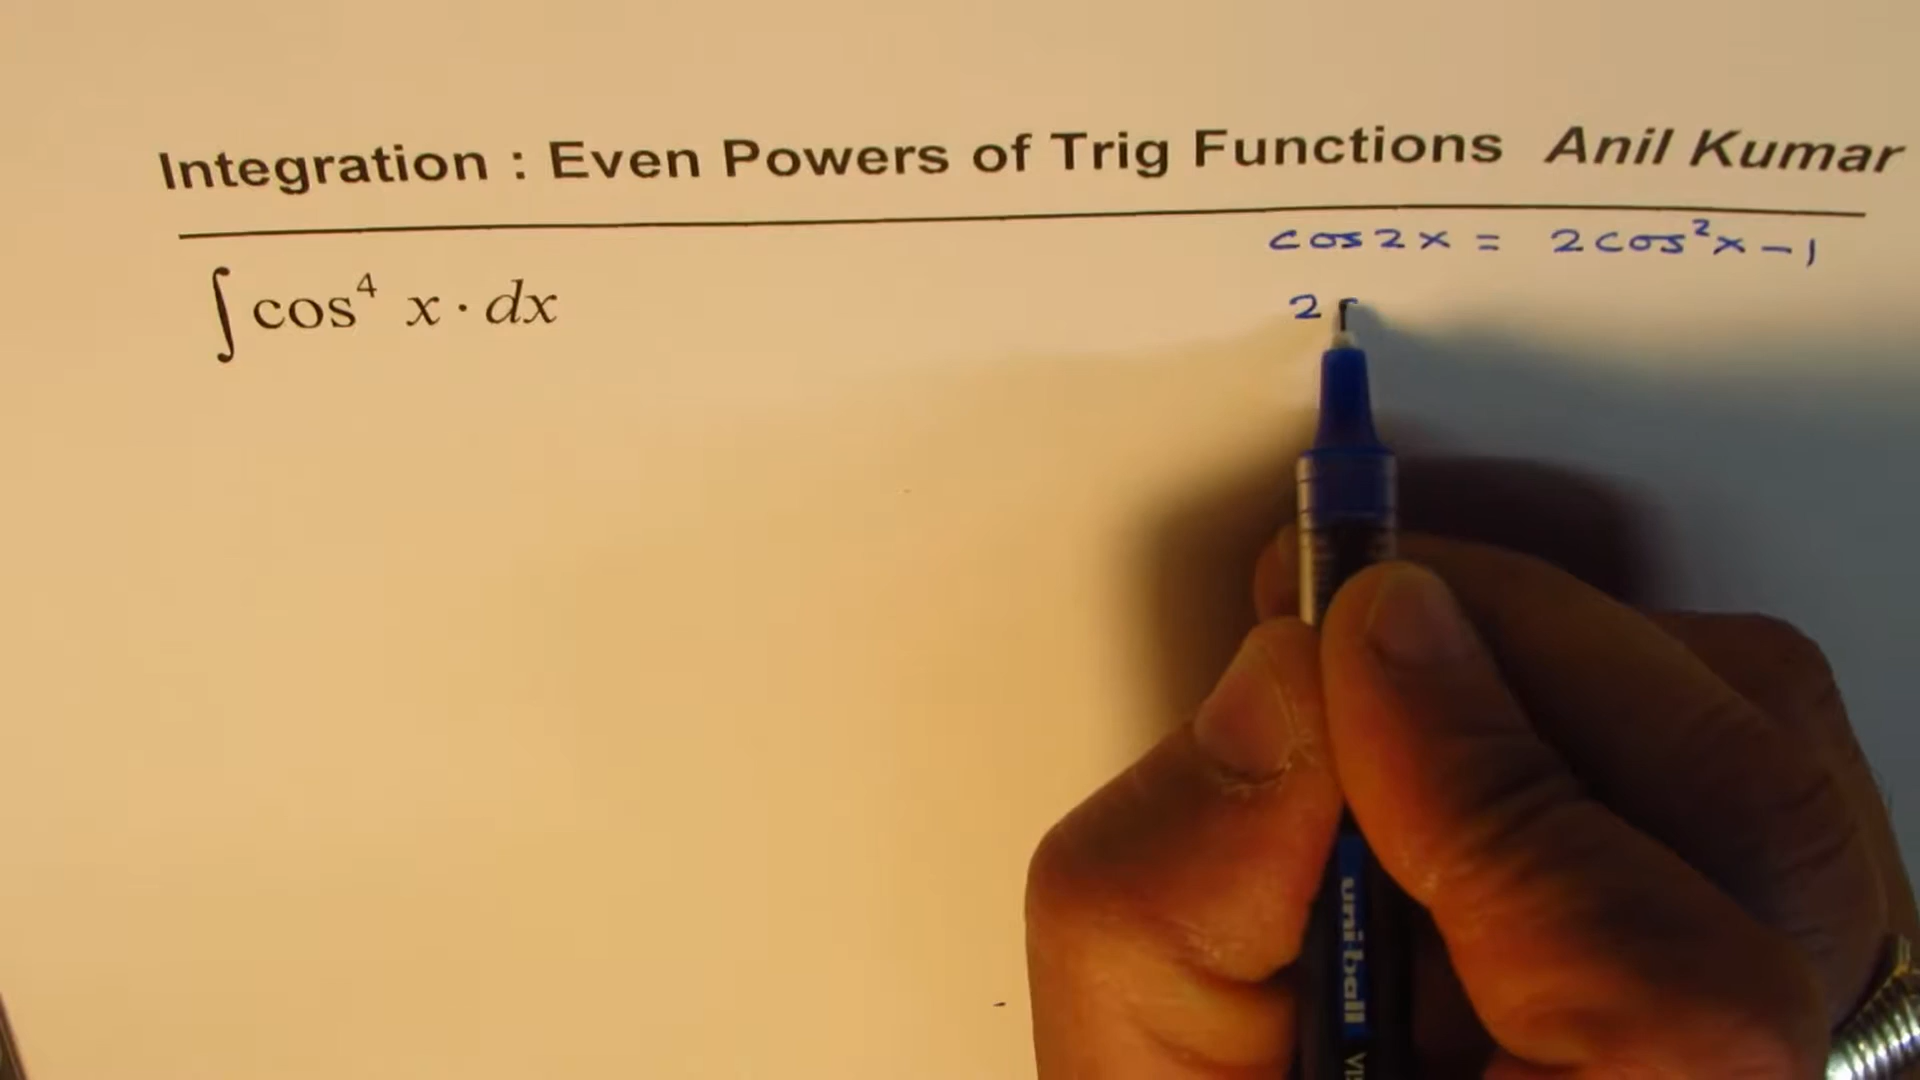 Integration : Even Powers of Trig Functions Anil Kumar
cos2x = 2cos²x-1
∫cos⁴ x · dx
2
uni-ball